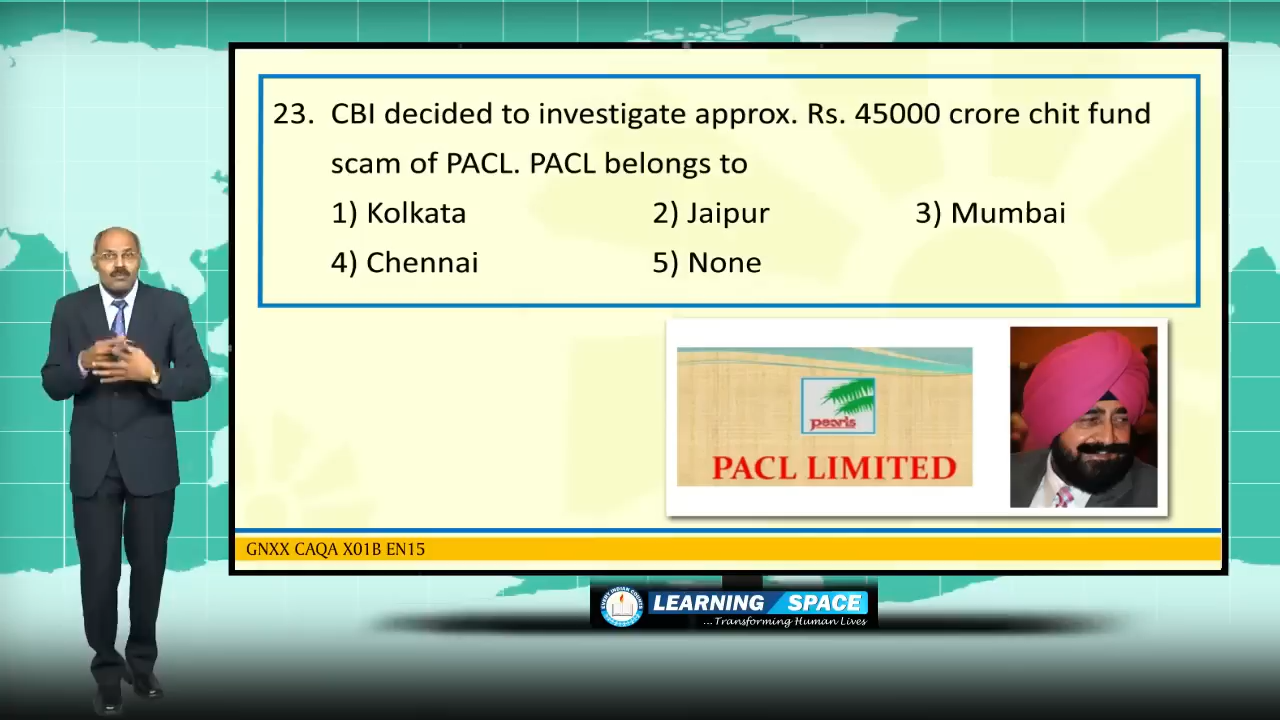 23. CBI decided to investigate approx. Rs. 45000 crore chit fund
scam of PACL. PACL belongs to
1) Kolkata 2) Jaipur 3) Mumbai
4) Chennai 5) None
pearls
PACL LIMITED
GNXX CAQA X01B EN15
LEARNING SPACE
...Transforming Human Lives